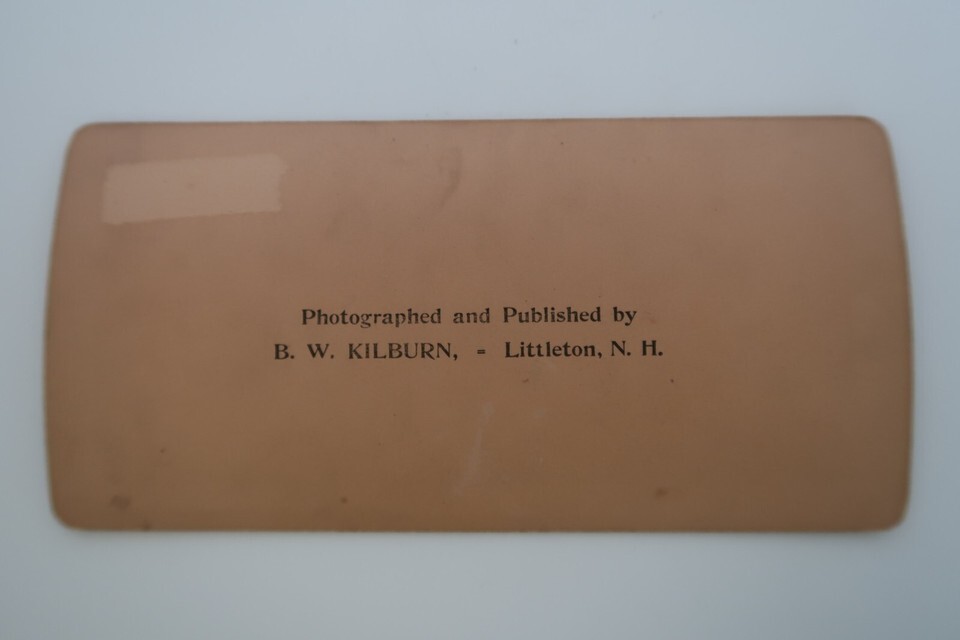 Photographed and Published by
B. W. KILBURN, = Littleton, N. H.